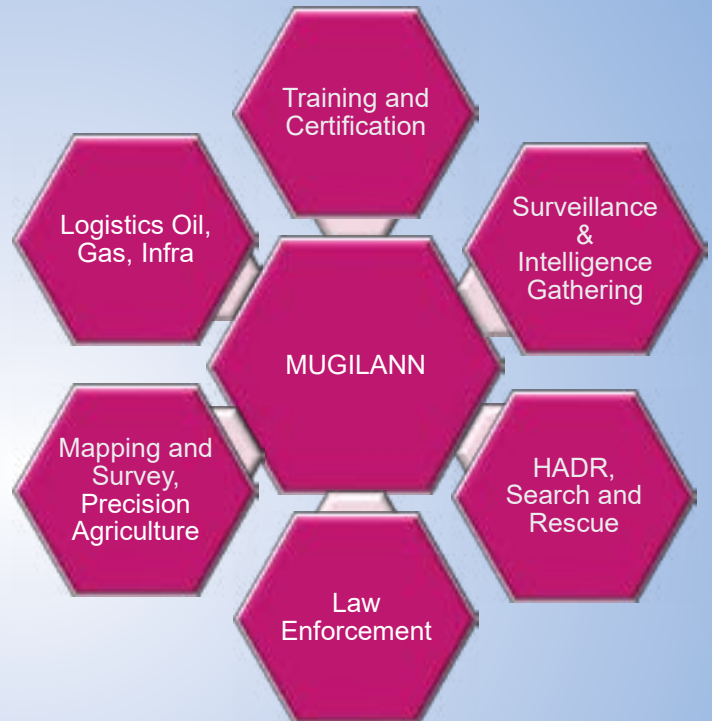 Training and
Certification
Logistics Oil,
Gas, Infra
Surveillance
&
Intelligence
Gathering
MUGILANN
Mapping and
Survey,
Precision
Agriculture
HADR,
Search and
Rescue
Law
Enforcement